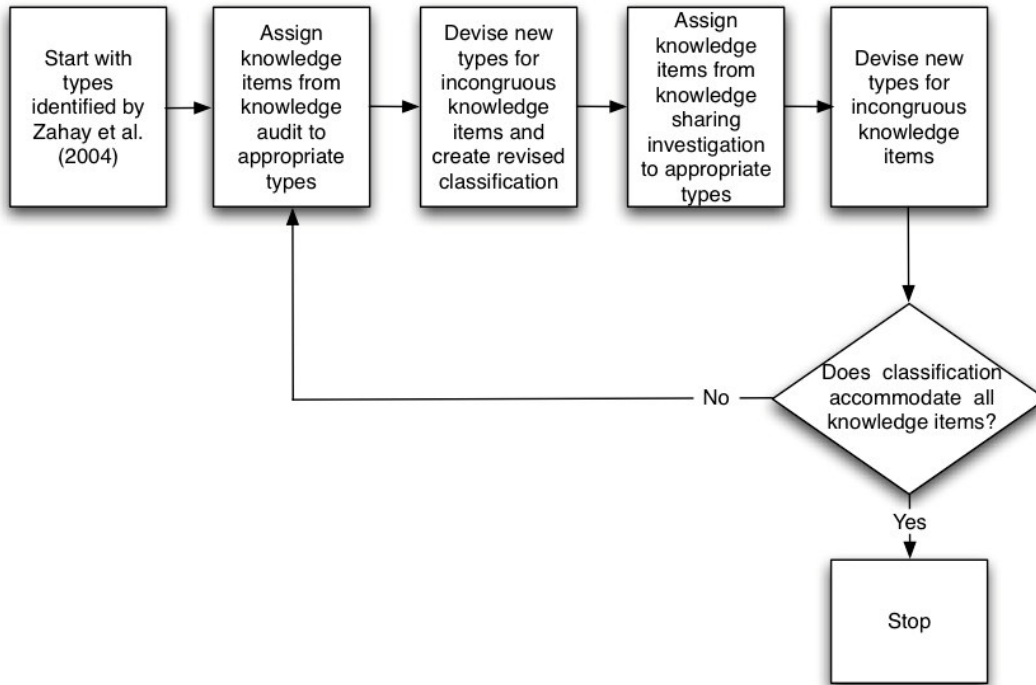 Start with
types
identified by
Zahay et al.
(2004)
Assign
knowledge
items from
knowledge
audit to
appropriate
types
Devise new
types for
incongruous
knowledge
items and
create revised
classification
Assign
knowledge
items from
knowledge
sharing
investigation
to appropriate
types
Devise new
types for
incongruous
knowledge
items
Does classification
accommodate all
knowledge items?
No
Yes
Stop